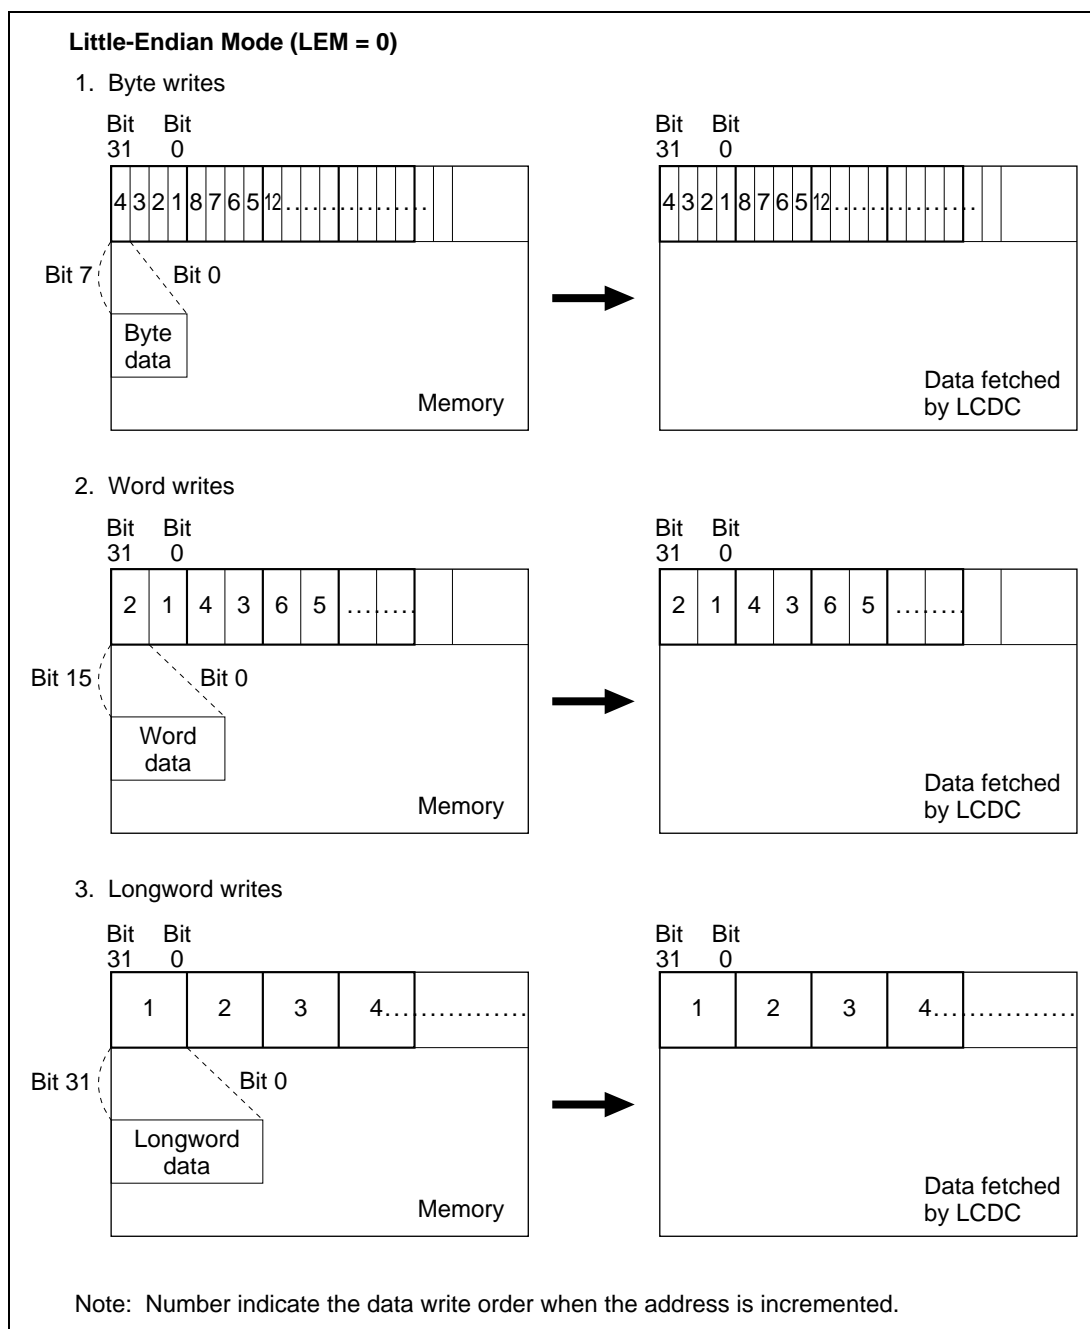 Little-Endian Mode (LEM = 0)
1. Byte writes
Bit 31 Bit 0
Bit 31 Bit 0
4 3 2 1 8 7 6 5 12 ................
4 3 2 1 8 7 6 5 12 ................
Bit 7 Bit 0
Byte data
Memory
Data fetched by LCDC
2. Word writes
Bit 31 Bit 0
Bit 31 Bit 0
2 1 4 3 6 5 ........
2 1 4 3 6 5 ........
Bit 15 Bit 0
Word data
Memory
Data fetched by LCDC
3. Longword writes
Bit 31 Bit 0
Bit 31 Bit 0
1 2 3 4 ................
1 2 3 4 ................
Bit 31 Bit 0
Longword data
Memory
Data fetched by LCDC
Note: Number indicate the data write order when the address is incremented.